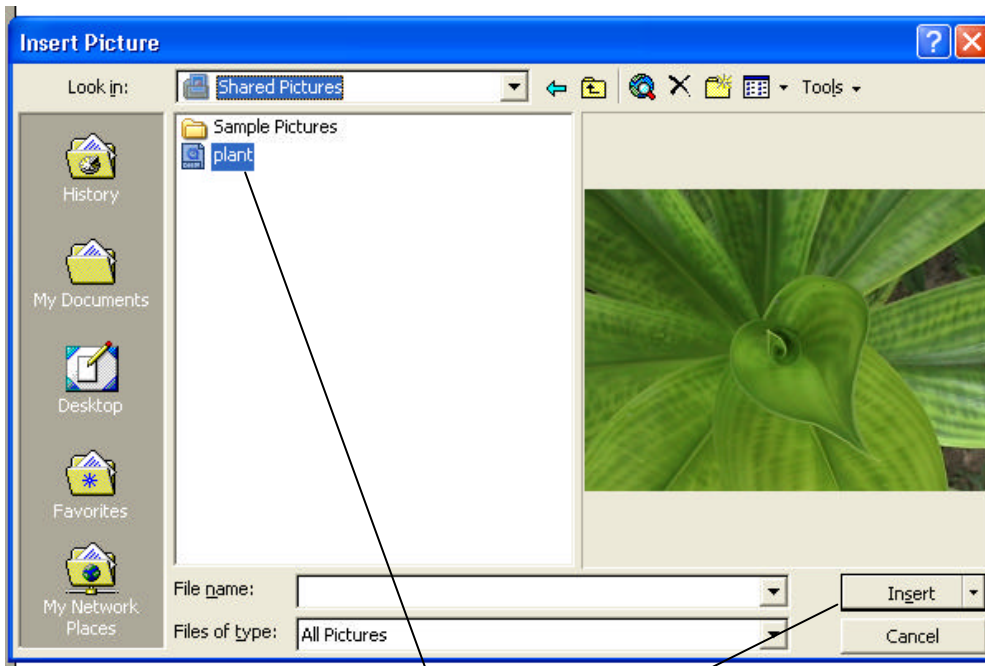 Insert Picture
Look in: Shared Pictures Tools
Sample Pictures
plant
History
My Documents
Desktop
Favorites
My Network
Places
File name: Insert
Files of type: All Pictures Cancel